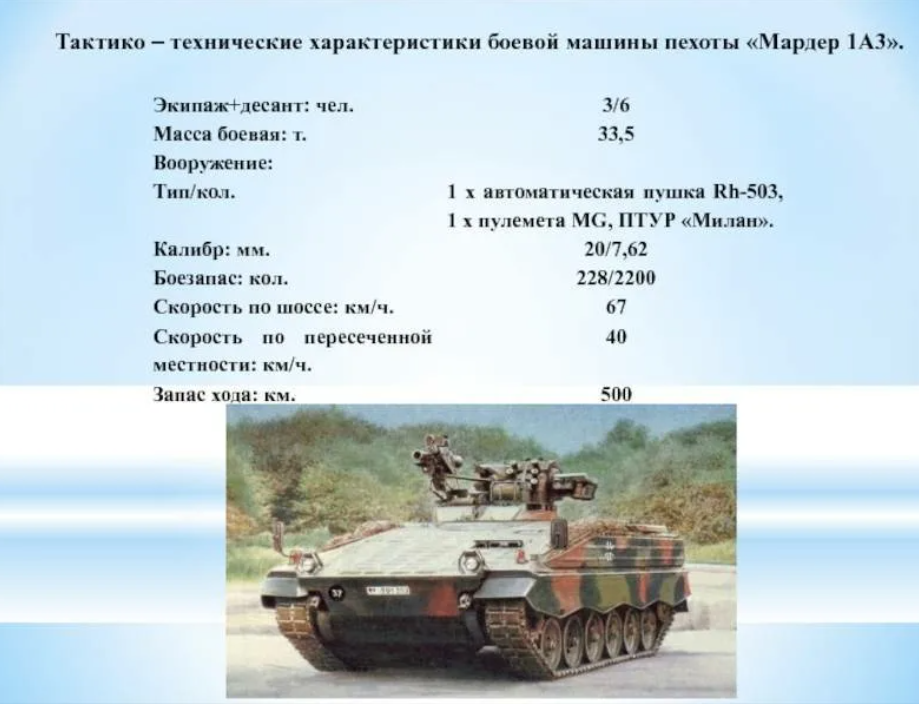 Тактико – технические характеристики боевой машины пехоты «Мардер 1А3».
Экипаж+десант: чел. 3/6
Масса боевая: т. 33,5
Вооружение:
Тип/кол. 1 х автоматическая пушка Rh-503,
1 х пулемета MG, ПТУР «Милан».
Калибр: мм. 20/7,62
Боезапас: кол. 228/2200
Скорость по шоссе: км/ч. 67
Скорость по пересеченной 40
местности: км/ч.
Запас хода: км. 500
37